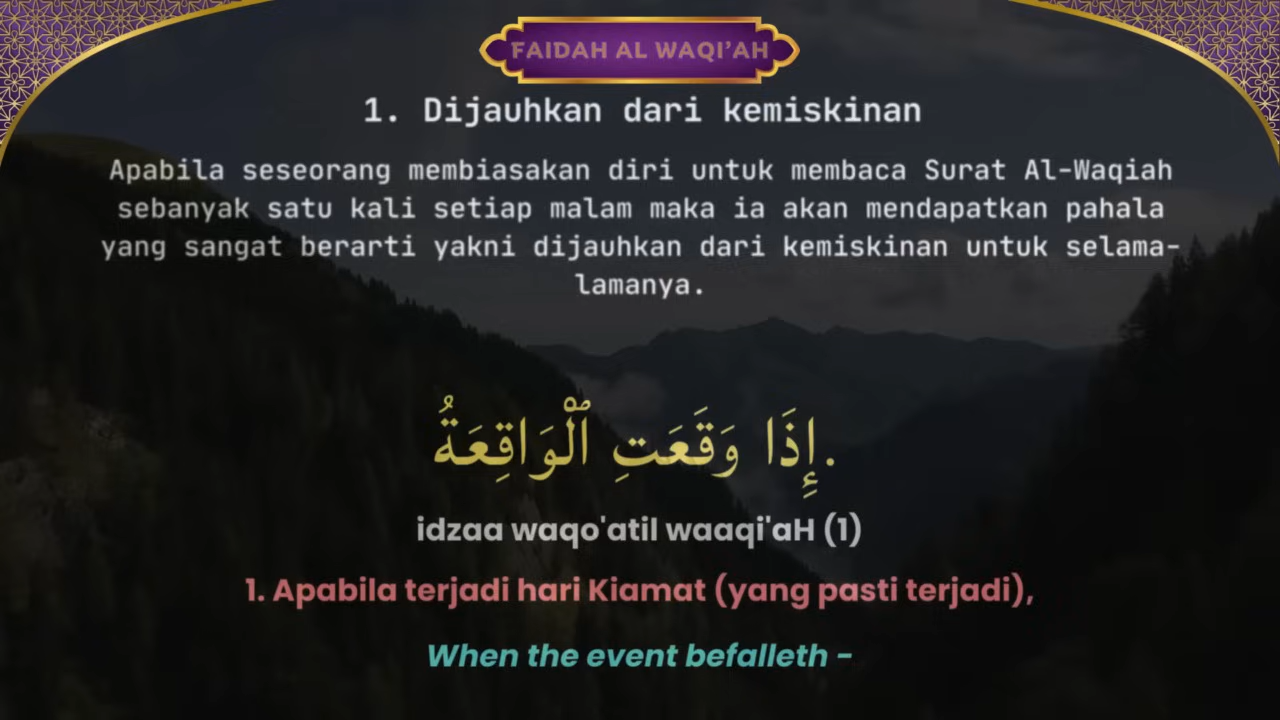 FAIDAH AL WAQI’AH
1. Dijauhkan dari kemiskinan
Apabila seseorang membiasakan diri untuk membaca Surat Al-Waqiah
sebanyak satu kali setiap malam maka ia akan mendapatkan pahala
yang sangat berarti yakni dijauhkan dari kemiskinan untuk selama-
lamanya.
.إِذَا وَقَعَتِ ٱلْوَاقِعَةُ
idzaa waqo'atil waaqi'aH (1)
1. Apabila terjadi hari Kiamat (yang pasti terjadi),
When the event befalleth -